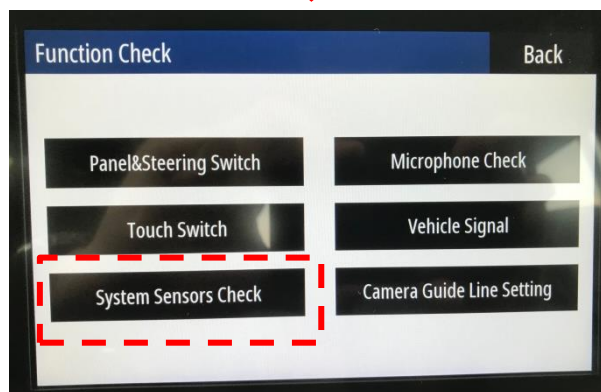 Function Check
Back
Panel&Steering Switch
Microphone Check
Touch Switch
Vehicle Signal
System Sensors Check
Camera Guide Line Setting